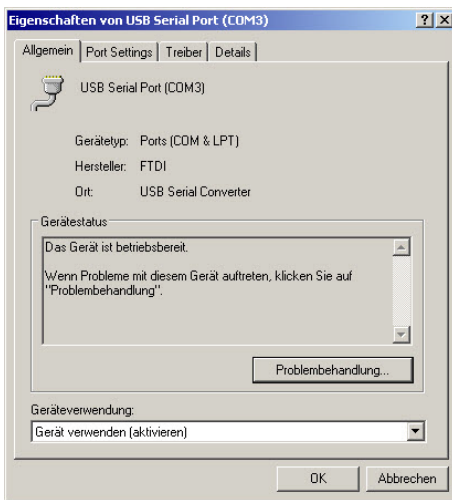 Eigenschaften von USB Serial Port (COM3)
Allgemein Port Settings Treiber Details
USB Serial Port (COM3)
Gerätetyp: Ports (COM & LPT)
Hersteller: FTDI
Ort: USB Serial Converter
Gerätestatus
Das Gerät ist betriebsbereit.
Wenn Probleme mit diesem Gerät auftreten, klicken Sie auf
"Problembehandlung".
Problembehandlung...
Geräteverwendung:
Gerät verwenden (aktivieren)
OK Abbrechen